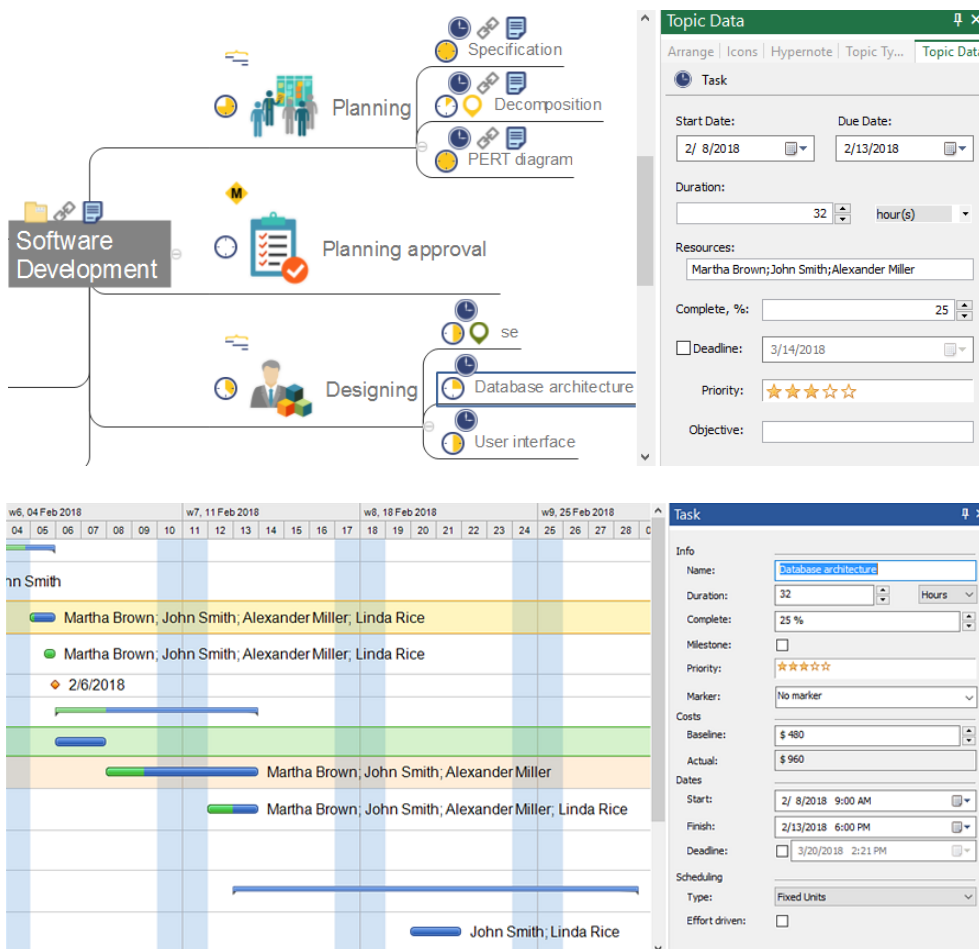 Topic Data
Arrange | Icons | Hypernote | Topic Ty... | Topic Data
Task
Start Date:
Due Date:
2/ 8/2018
2/13/2018
Duration:
32
hour(s)
Resources:
Martha Brown;John Smith;Alexander Miller
Complete, %:
25
Deadline:
3/14/2018
Priority:
Objective:
Software
Development
Planning
Specification
Decomposition
PERT diagram
M
Planning approval
Designing
se
Database architecture
User interface
w6, 04 Feb 2018
w7, 11 Feb 2018
w8, 18 Feb 2018
w9, 25 Feb 2018
04 05 06 07 08 09 10 11 12 13 14 15 16 17 18 19 20 21 22 23 24 25 26 27 28
hn Smith
Martha Brown; John Smith; Alexander Miller; Linda Rice
Martha Brown; John Smith; Alexander Miller; Linda Rice
2/6/2018
Martha Brown; John Smith; Alexander Miller
Martha Brown; John Smith; Alexander Miller; Linda Rice
John Smith; Linda Rice
Task
Info
Name:
Database architecture
Duration:
32
Hours
Complete:
25 %
Milestone:
Priority:
Marker:
No marker
Costs
Baseline:
$ 480
Actual:
$ 960
Dates
Start:
2/ 8/2018 9:00 AM
Finish:
2/13/2018 6:00 PM
Deadline:
3/20/2018 2:21 PM
Scheduling
Type:
Fixed Units
Effort driven: